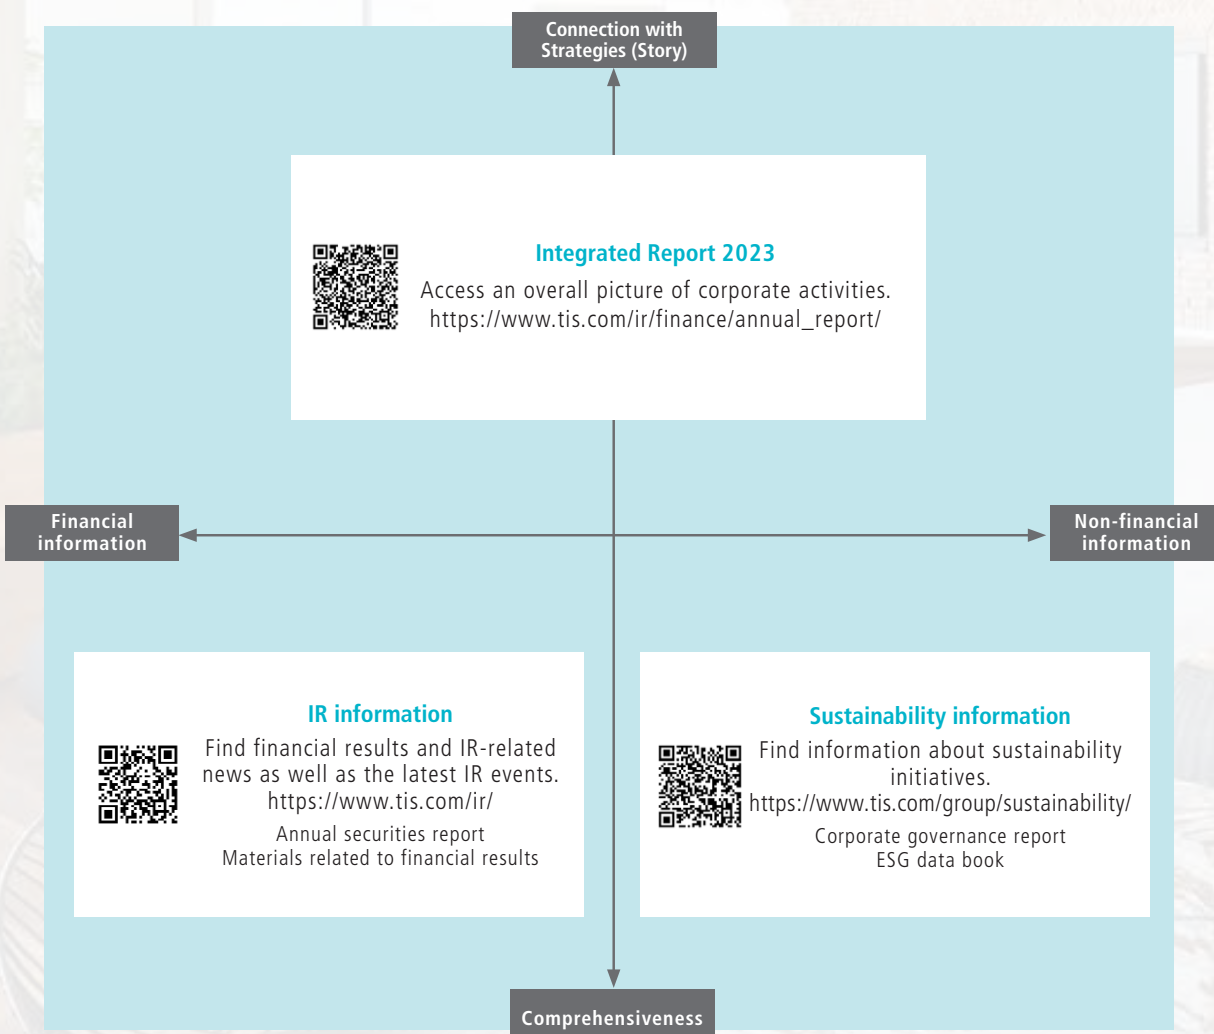 Connection with
Strategies (Story)
Integrated Report 2023
Access an overall picture of corporate activities.
https://www.tis.com/ir/finance/annual_report/
Financial
information
Non-financial
information
IR information
Find financial results and IR-related
news as well as the latest IR events.
https://www.tis.com/ir/
Annual securities report
Materials related to financial results
Sustainability information
Find information about sustainability
initiatives.
https://www.tis.com/group/sustainability/
Corporate governance report
ESG data book
Comprehensiveness